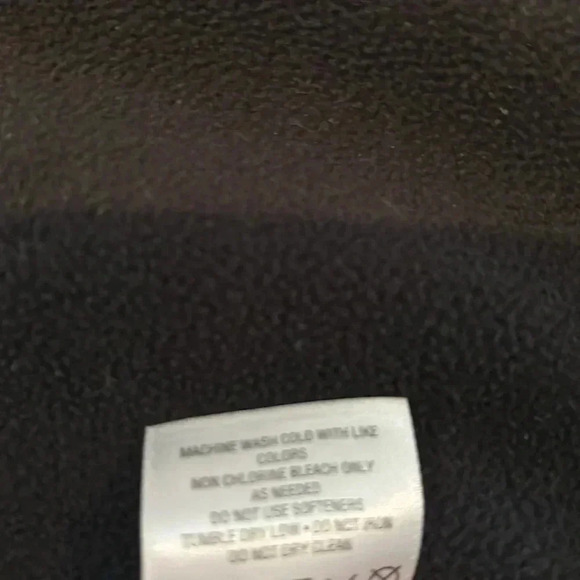 MACHINE WASH COLD WITH LIKE
COLORS
NON CHLORINE BLEACH ONLY
AS NEEDED
DO NOT USE SOFTENERS
TUMBLE DRY LOW • DO NOT IRON
DO NOT DRY CLEAN